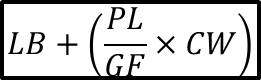 LB + (PL/GF × CW)